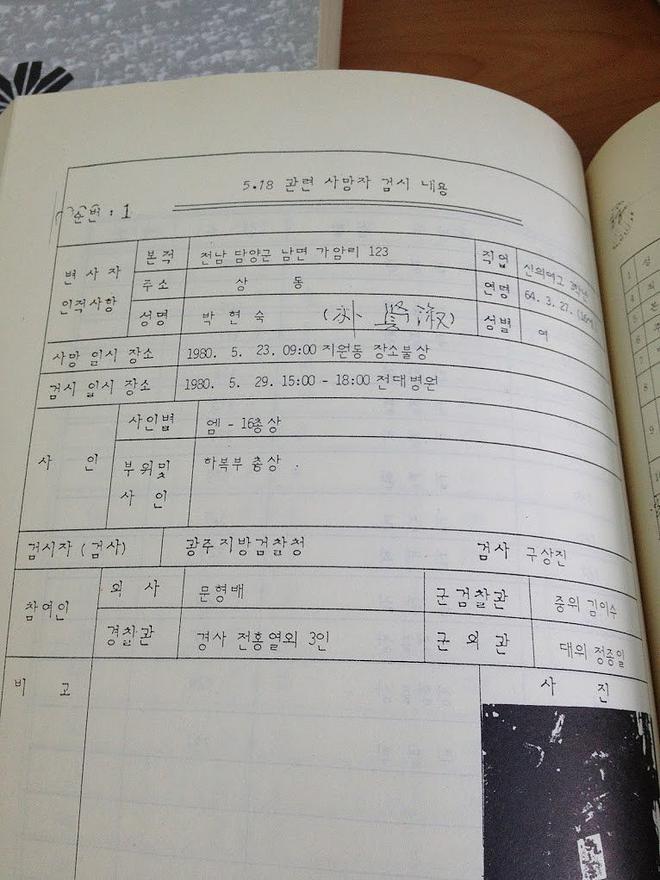 5.18 관련 사망자 검시 내용
순번 : 1
변 사 자 인적사항
본적 전남 담양군 남면 가암리 123
직업 신의여고 3학년
주소 상 동
연령 64. 3. 27.
성명 박 현 숙 (朴 賢 淑)
성별 여
사망 일시 장소 1980. 5. 23. 09:00 지원동 장소불상
검시 일시 장소 1980. 5. 29. 15:00 - 18:00 전대병원
사 인
사인별 엠 - 16총상
부위및 사 인 하복부 총상 .
검시자 (검사) 광주지방검찰청 검사 구상진
참여인
의 사 문형배
군검찰관 중위 김이수
경찰관 경사 전홍열외 3인
군 의 관 대위 정종일
비 고
사 진